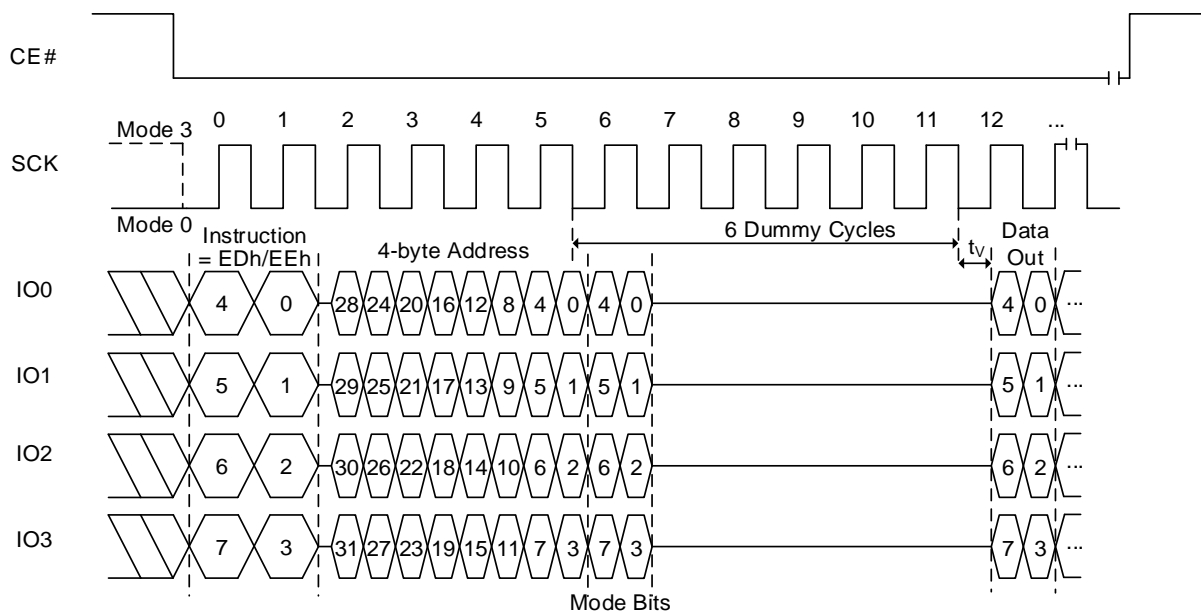 CE#
0 1 2 3 4 5 6 7 8 9 10 11 12 ...
Mode 3
SCK
Mode 0
Instruction
= EDh/EEh
4-byte Address
6 Dummy Cycles
tV
Data
Out
IO0 4 0 28 24 20 16 12 8 4 0 4 0 4 0 ...
IO1 5 1 29 25 21 17 13 9 5 1 5 1 5 1 ...
IO2 6 2 30 26 22 18 14 10 6 2 6 2 6 2 ...
IO3 7 3 31 27 23 19 15 11 7 3 7 3 7 3 ...
Mode Bits